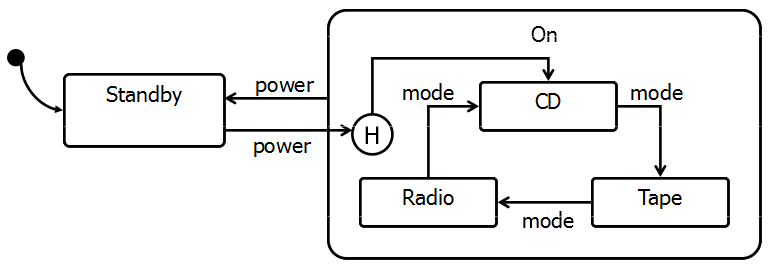 On
Standby
power
mode
CD
mode
power
H
Radio
Tape
mode